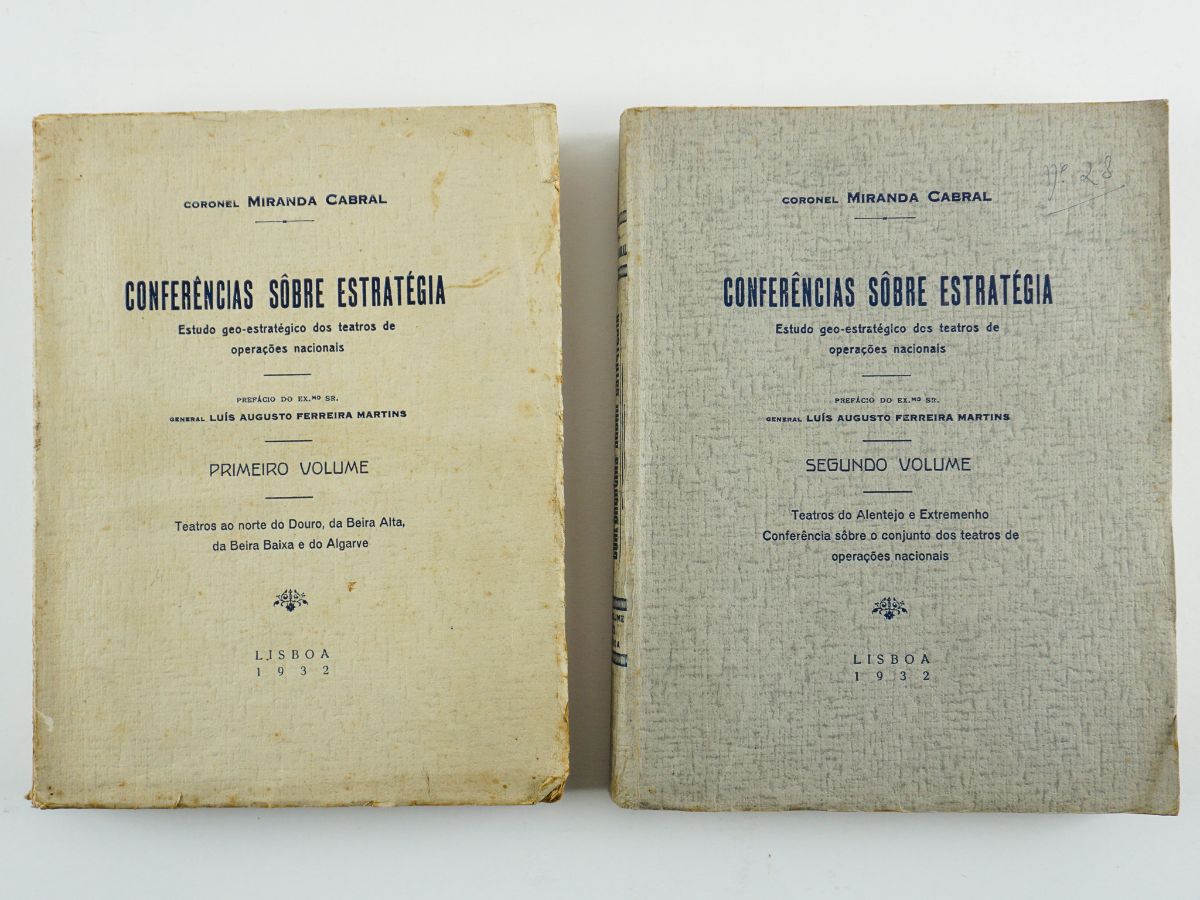 CORONEL MIRANDA CABRAL
CONFERÊNCIAS SÔBRE ESTRATÉGIA
Estudo geo-estratégico dos teatros de
operações nacionais
PREFÁCIO DO EX.MO SR.
GENERAL LUÍS AUGUSTO FERREIRA MARTINS
PRIMEIRO VOLUME
Teatros ao norte do Douro, da Beira Alta,
da Beira Baixa e do Algarve
LISBOA
1932
Nº 28
CORONEL MIRANDA CABRAL
CONFERÊNCIAS SÔBRE ESTRATÉGIA
Estudo geo-estratégico dos teatros de
operações nacionais
PREFÁCIO DO EX.MO SR.
GENERAL LUÍS AUGUSTO FERREIRA MARTINS
SEGUNDO VOLUME
Teatros do Alentejo e Extremenho
Conferência sôbre o conjunto dos teatros de
operações nacionais
LISBOA
1932